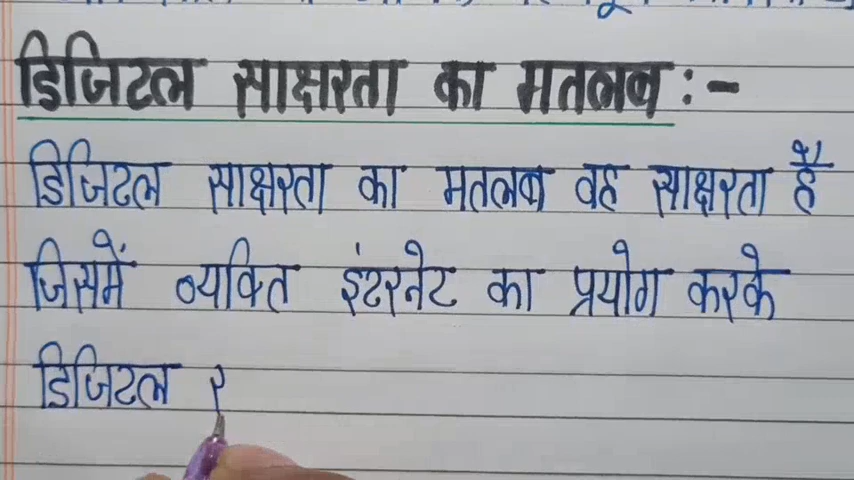 डिजिटल साक्षरता का मतलब :-
डिजिटल साक्षरता का मतलब वह साक्षरता है
जिसमें व्यक्ति इंटरनेट का प्रयोग करके
डिजिटल र